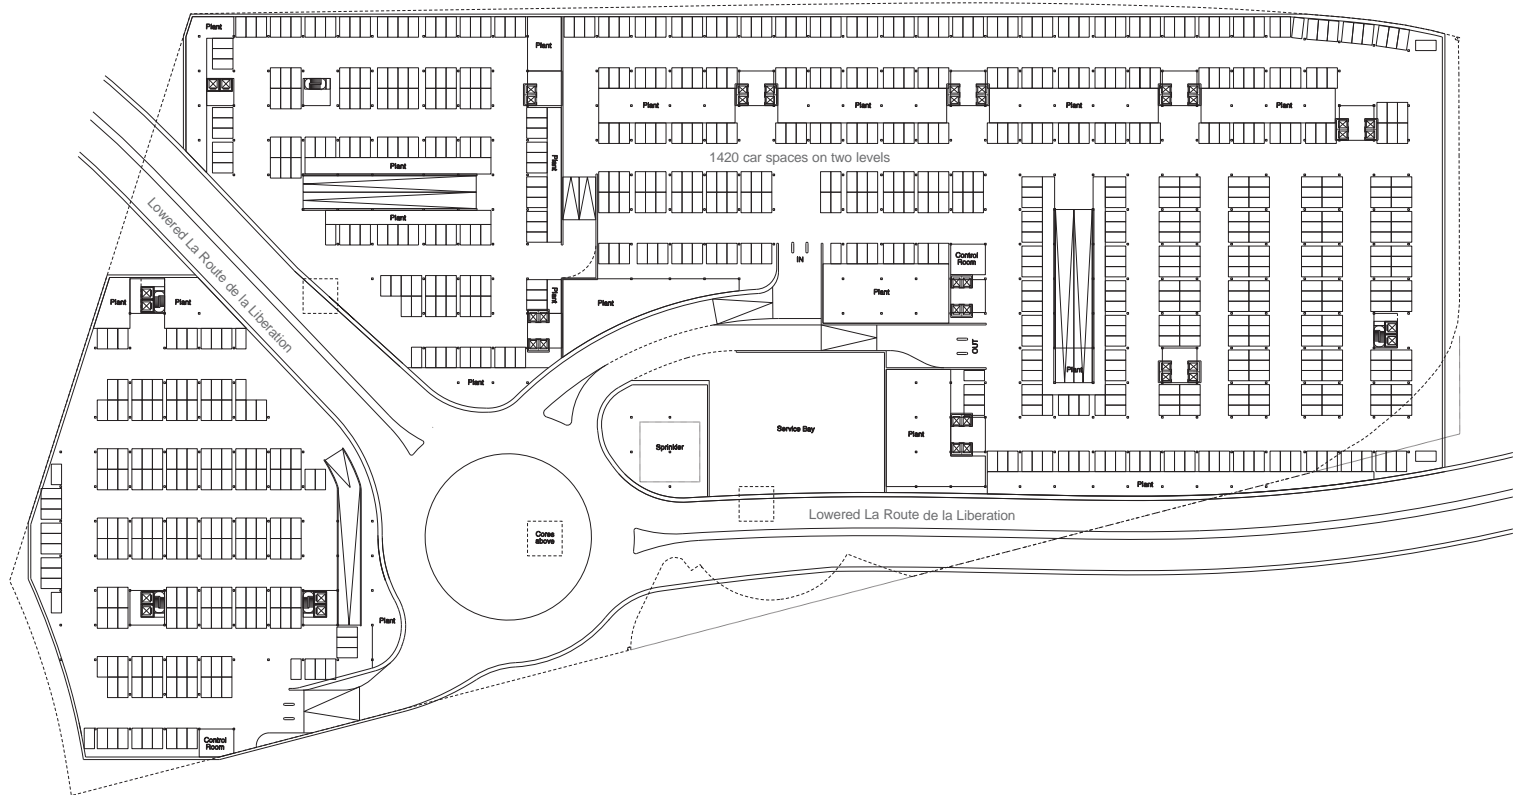 Plant
Plant
Plant
Plant
Plant
Plant
1420 car spaces on two levels
Plant
Plant
Plant
Lowered La Route de la Liberation
IN
Control
Room
Plant
Plant
Plant
Plant
Plant
Plant
OUT
Plant
Plant
Service Bay
Plant
Sprinkler
Plant
Lowered La Route de la Liberation
Cores
above
Plant
Control
Room